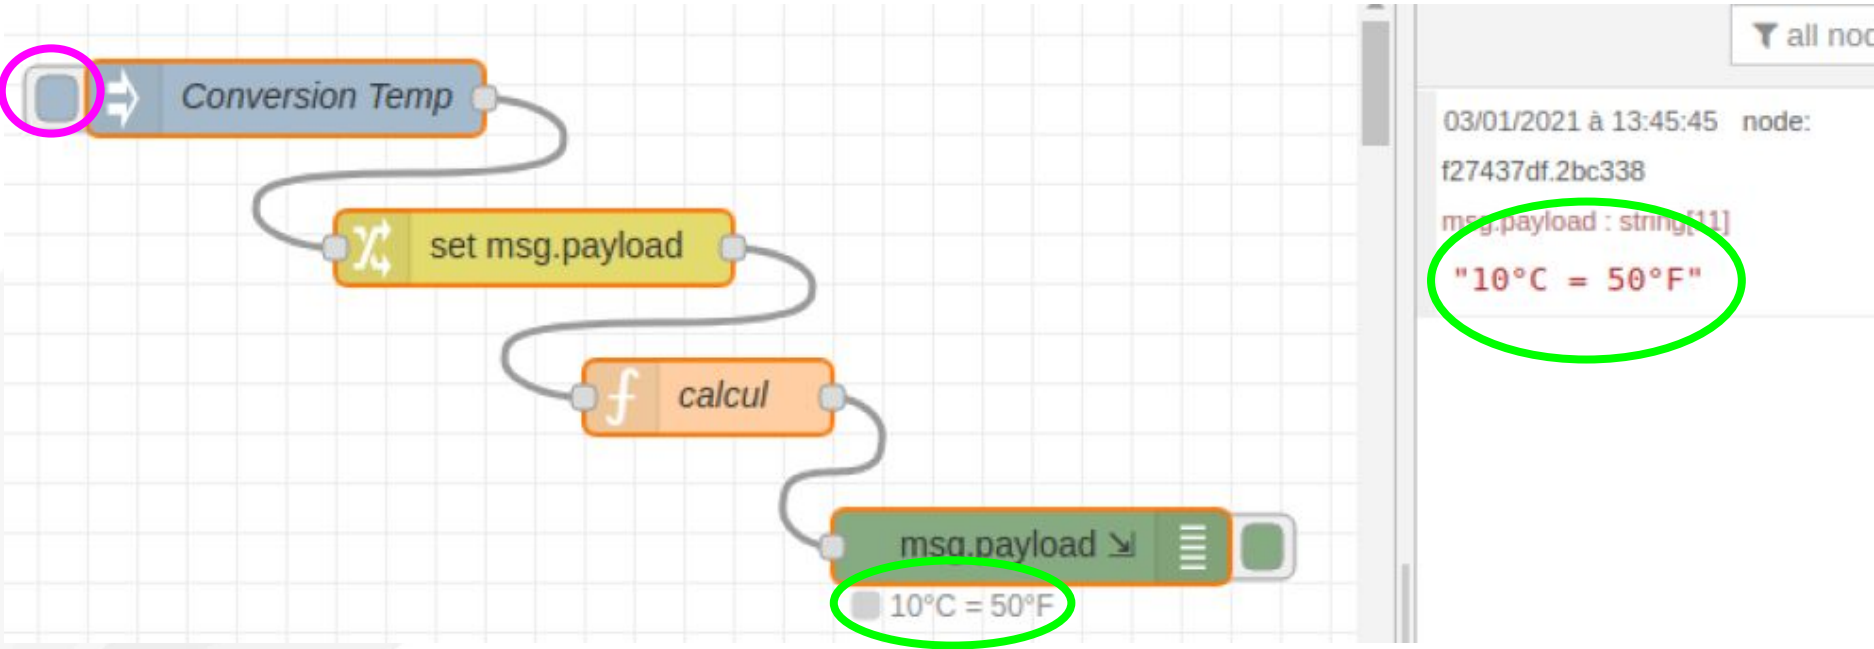 Conversion Temp
set msg.payload
calcul
msg.payload
10°C = 50°F
all
03/01/2021 à 13:45:45 node:
f27437df.2bc338
msg.payload : string[11]
"10°C = 50°F"